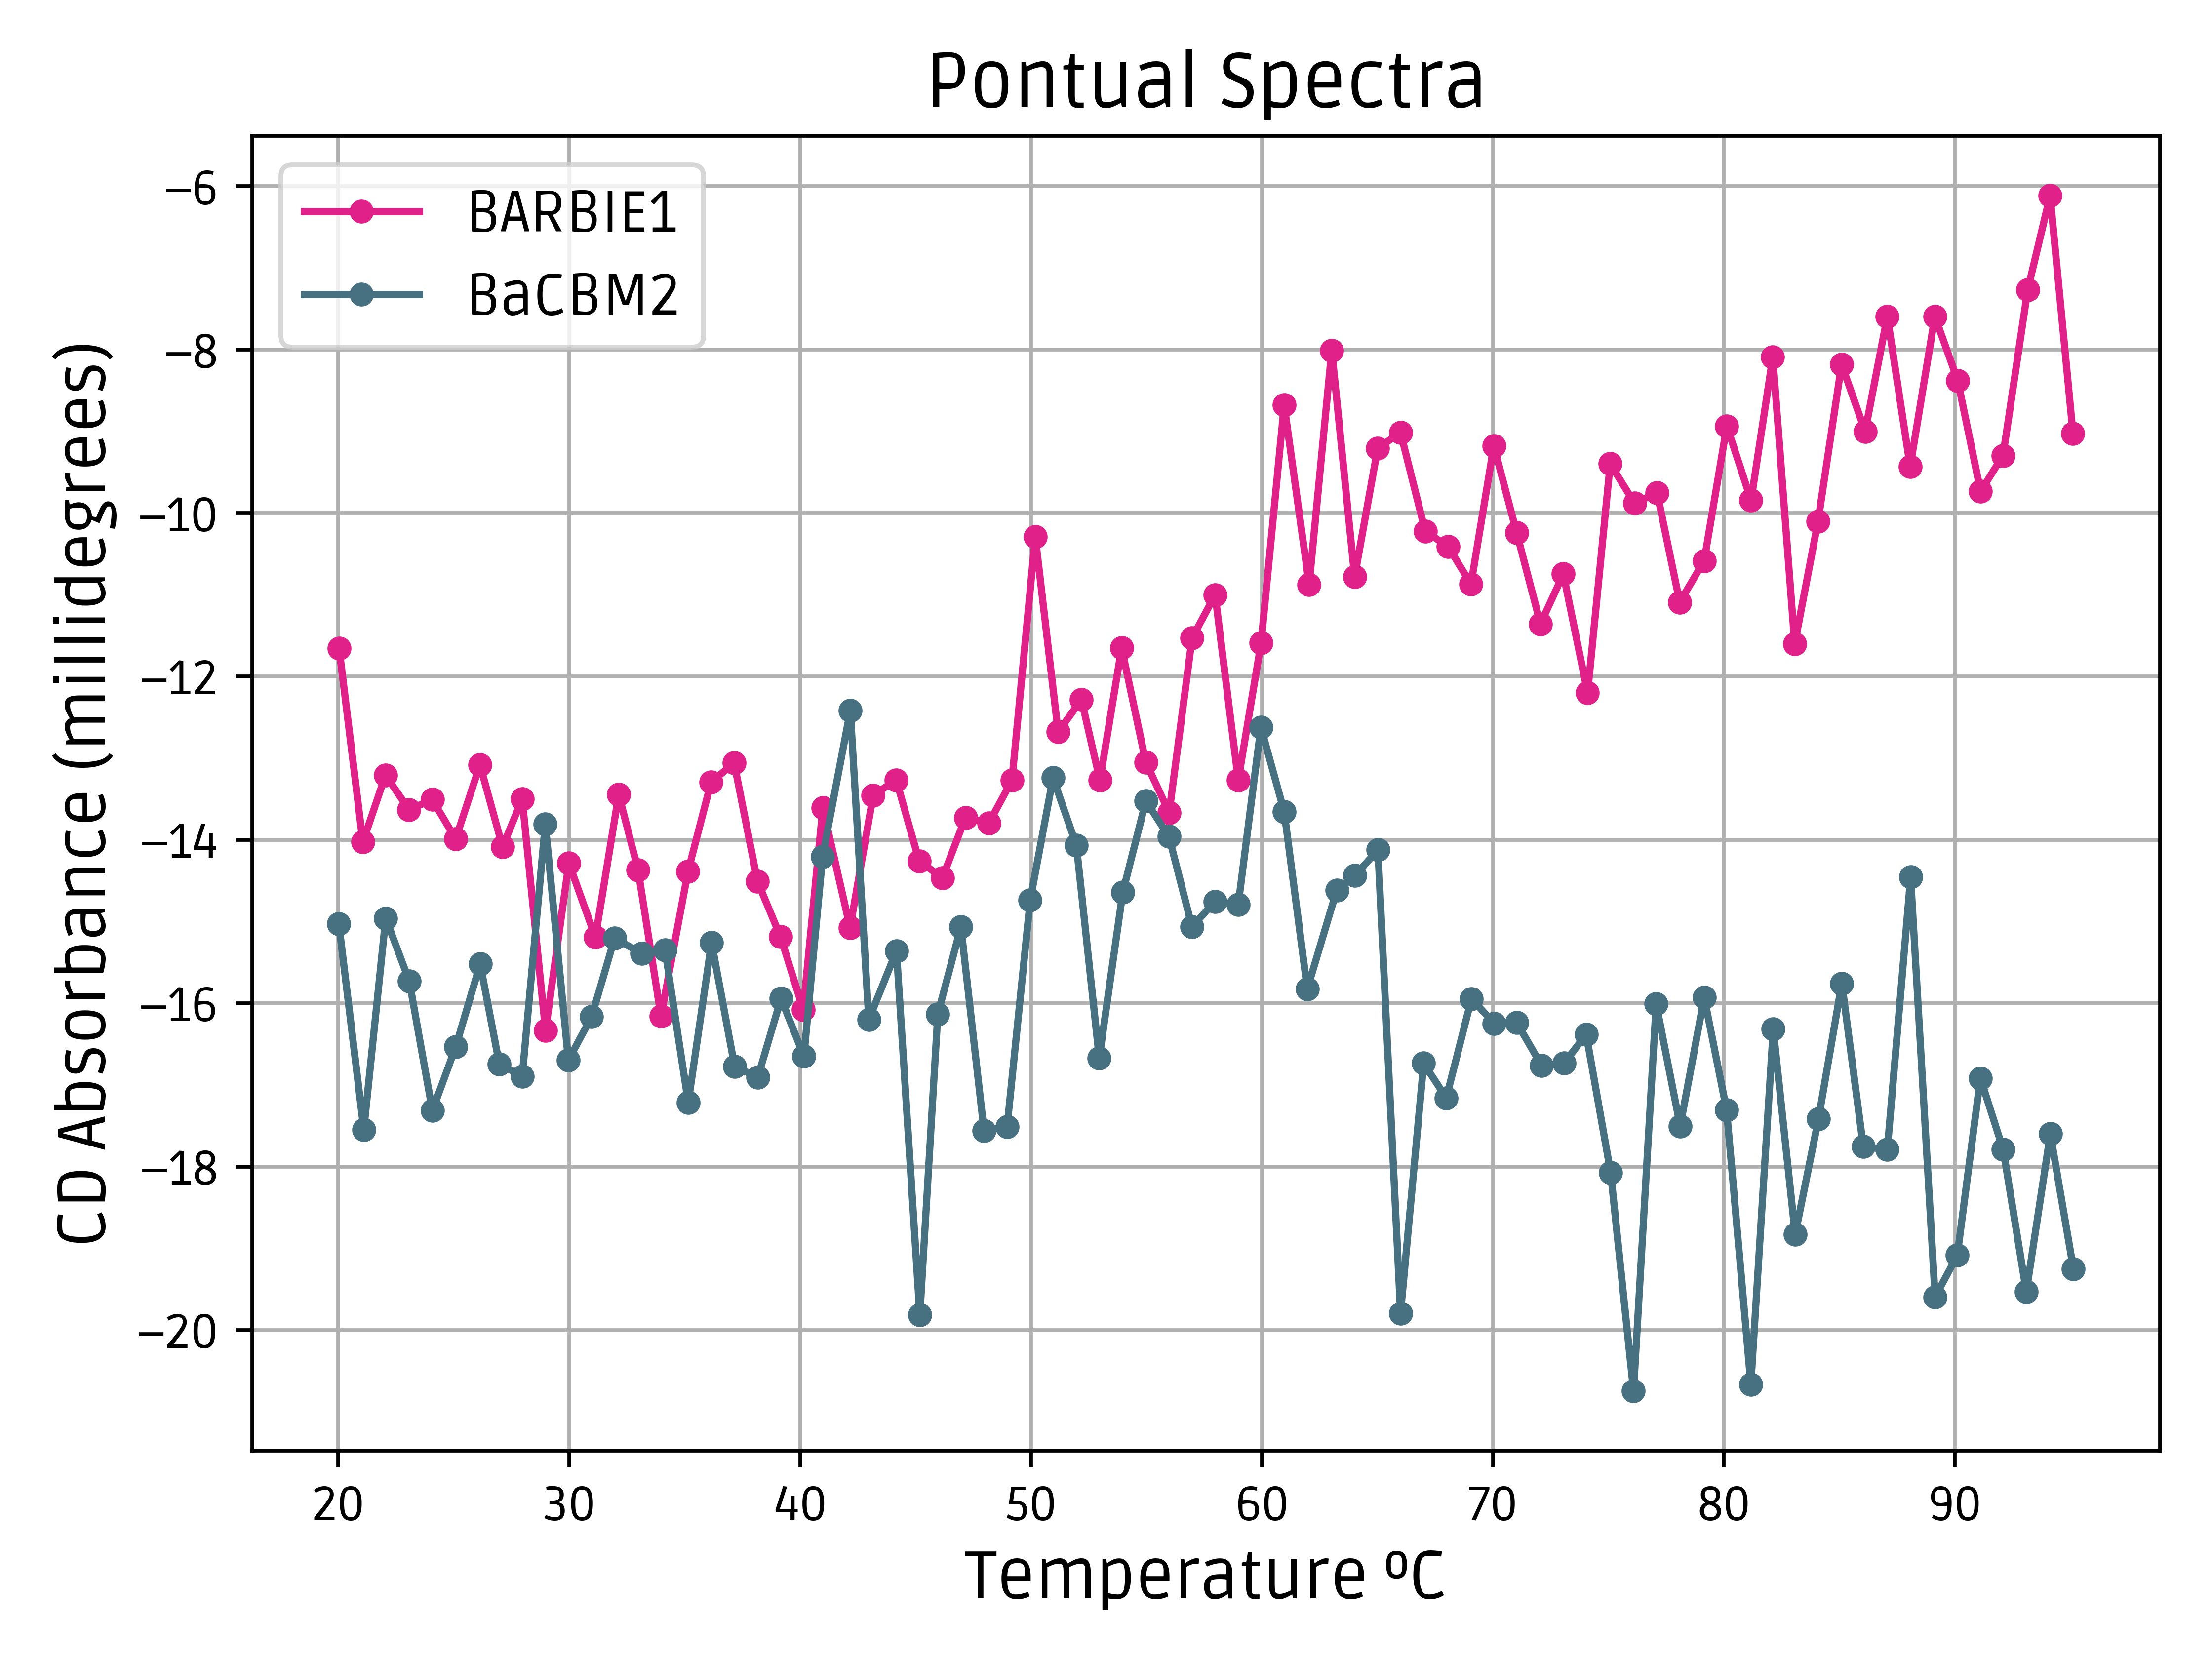 Pontual Spectra
BARBIE1
BaCBM2
CD Absorbance (millidegrees)
−6
−8
−10
−12
−14
−16
−18
−20
20 30 40 50 60 70 80 90
Temperature ºC